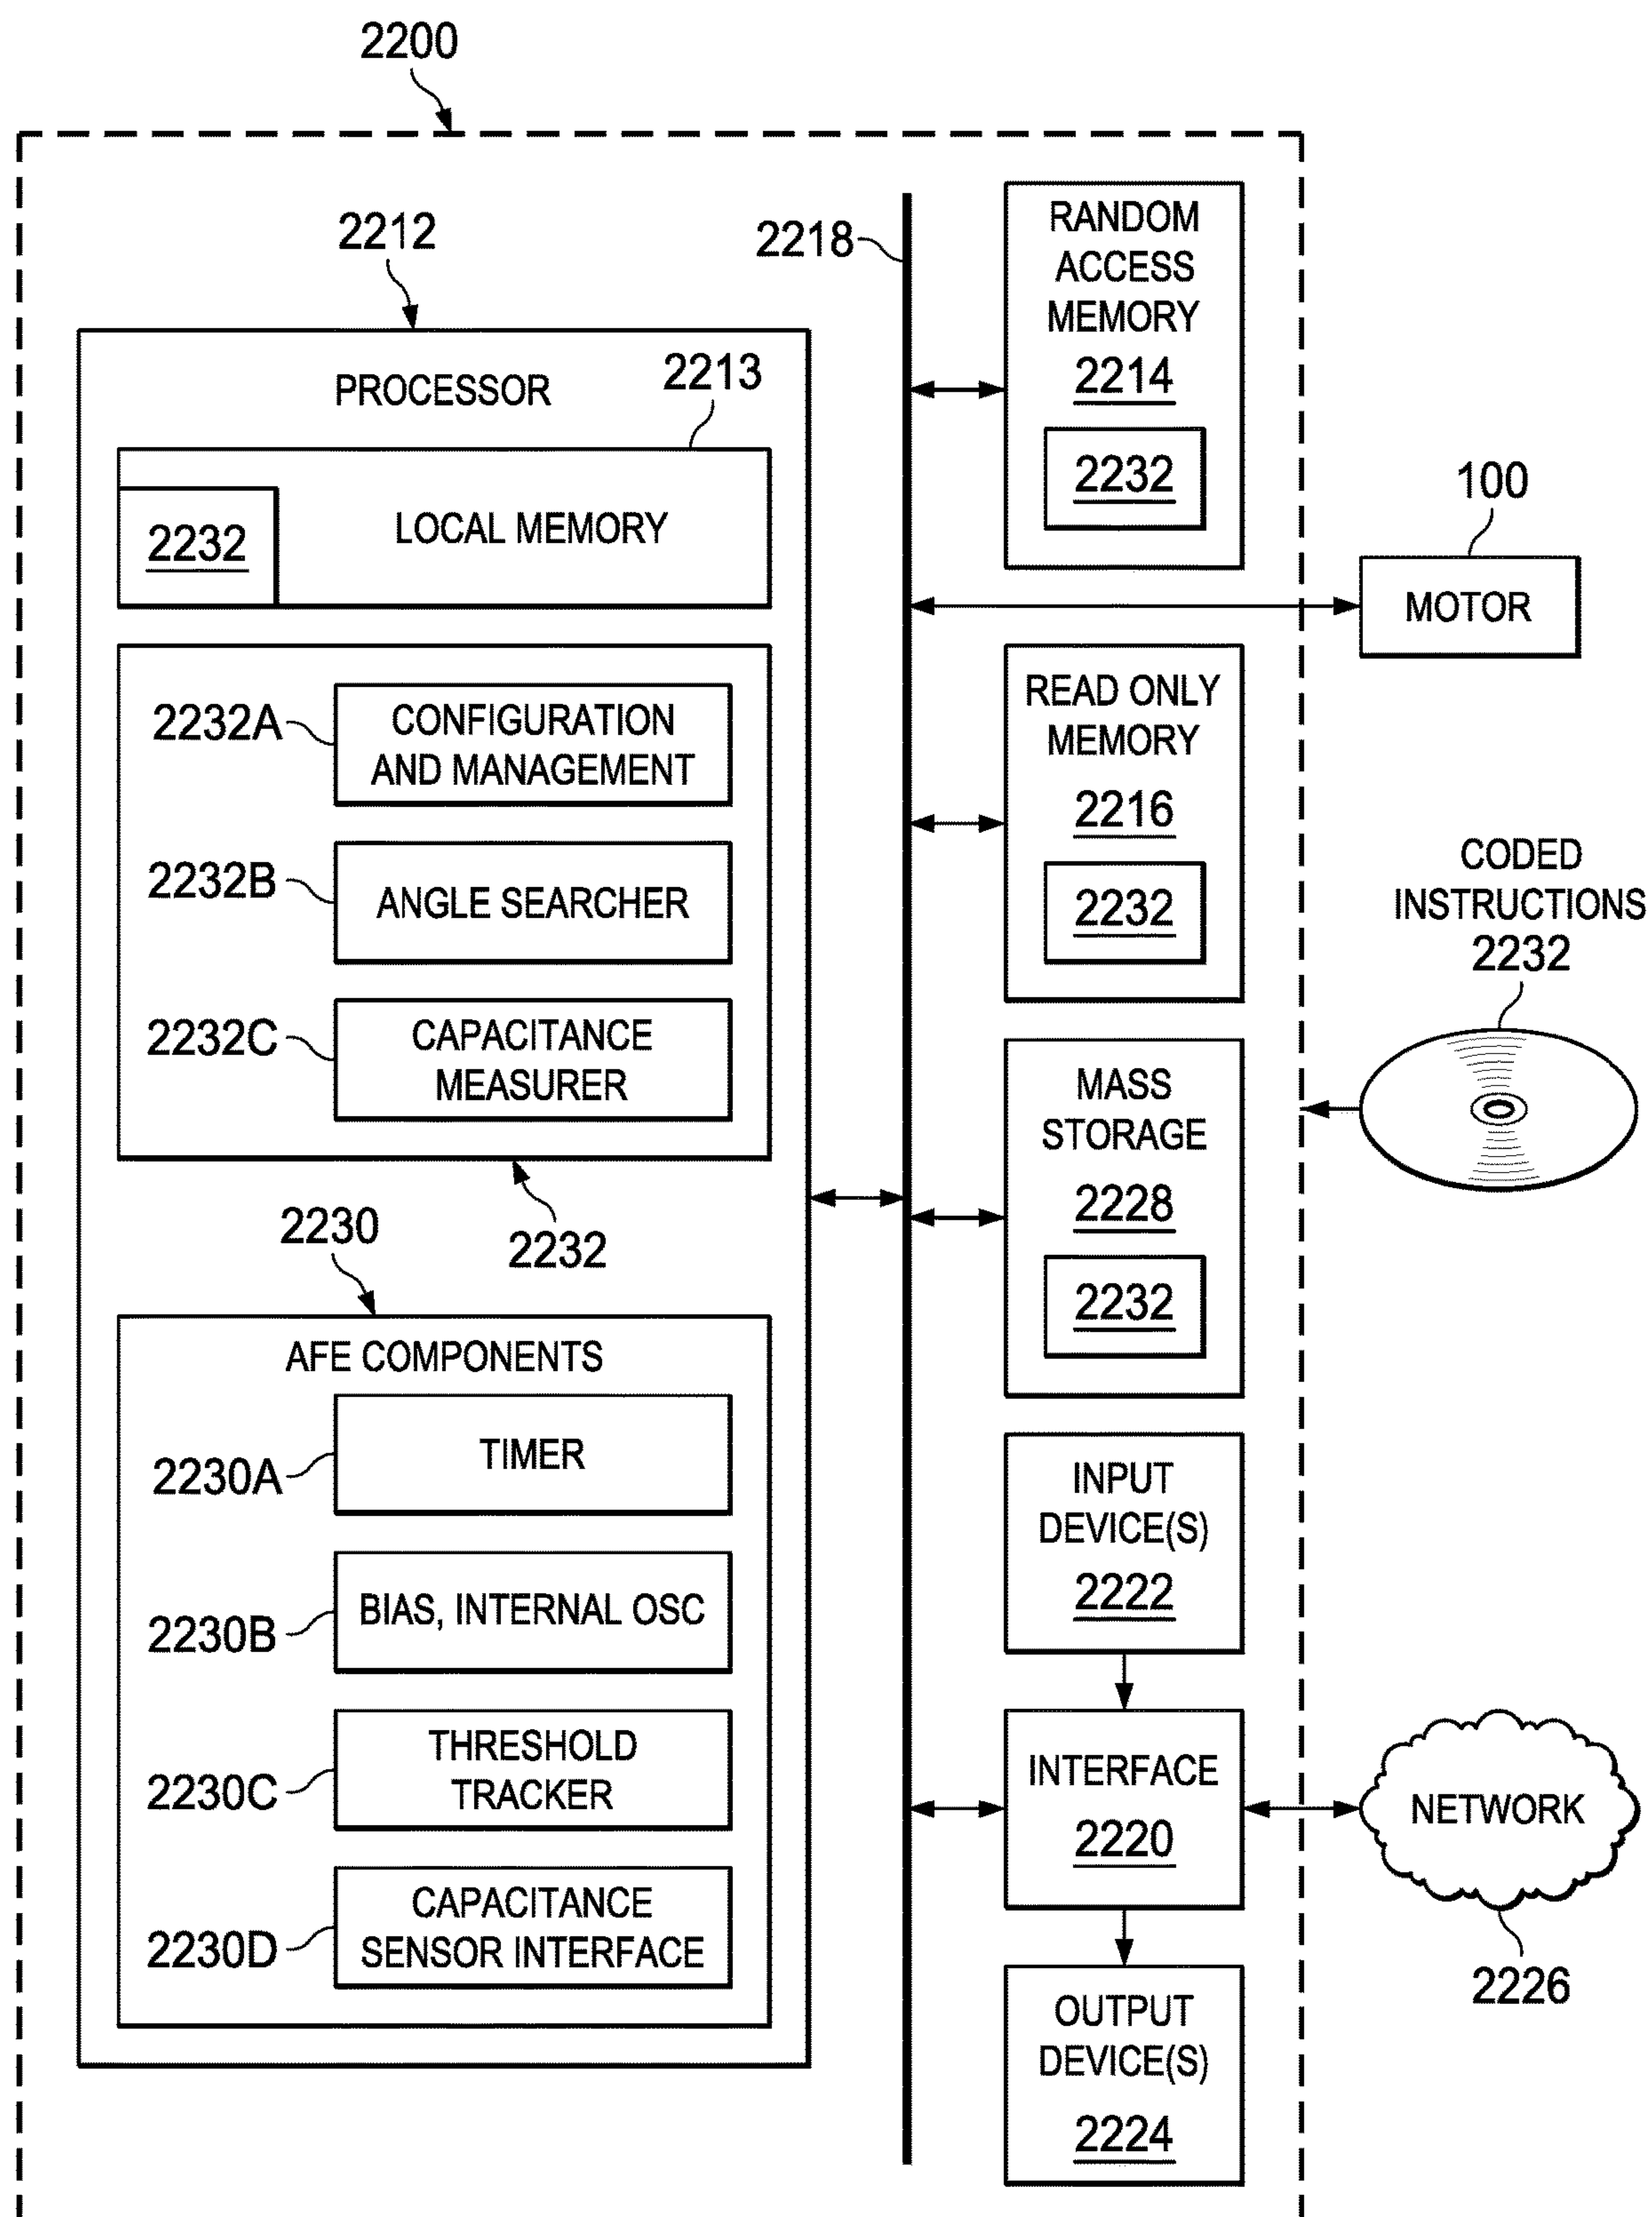 2200
2212
PROCESSOR
2213
LOCAL MEMORY
2232
2232A
CONFIGURATION
AND MANAGEMENT
2232B
ANGLE SEARCHER
2232C
CAPACITANCE
MEASURER
2232
2230
AFE COMPONENTS
2230A
TIMER
2230B
BIAS, INTERNAL OSC
2230C
THRESHOLD
TRACKER
2230D
CAPACITANCE
SENSOR INTERFACE
2218
RANDOM
ACCESS
MEMORY
2214
2232
READ ONLY
MEMORY
2216
2232
MASS
STORAGE
2228
2232
INPUT
DEVICE(S)
2222
INTERFACE
2220
OUTPUT
DEVICE(S)
2224
100
MOTOR
CODED
INSTRUCTIONS
2232
NETWORK
2226